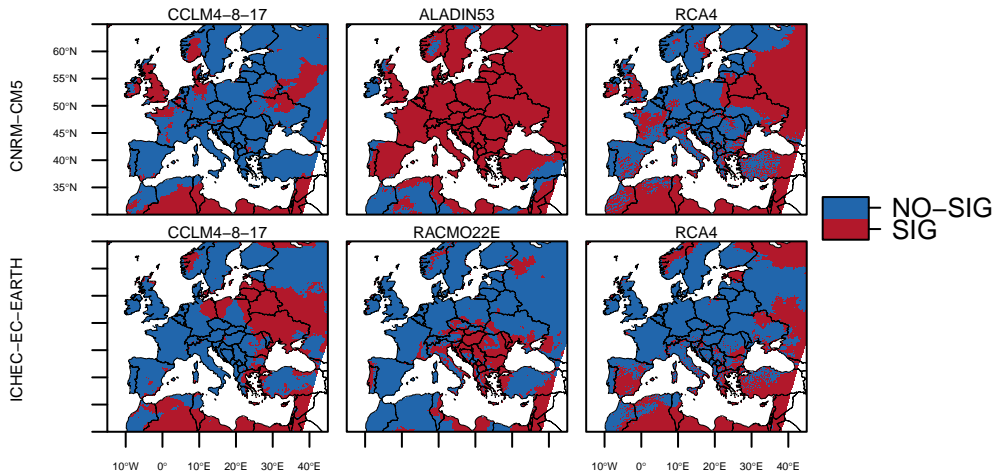 CCLM4−8−17
ALADIN53
RCA4
CNRM−CM5
60°N
55°N
50°N
45°N
40°N
35°N
NO−SIG
SIG
CCLM4−8−17
RACMO22E
RCA4
ICHEC−EC−EARTH
10°W 0° 10°E 20°E 30°E 40°E
10°W 0° 10°E 20°E 30°E 40°E